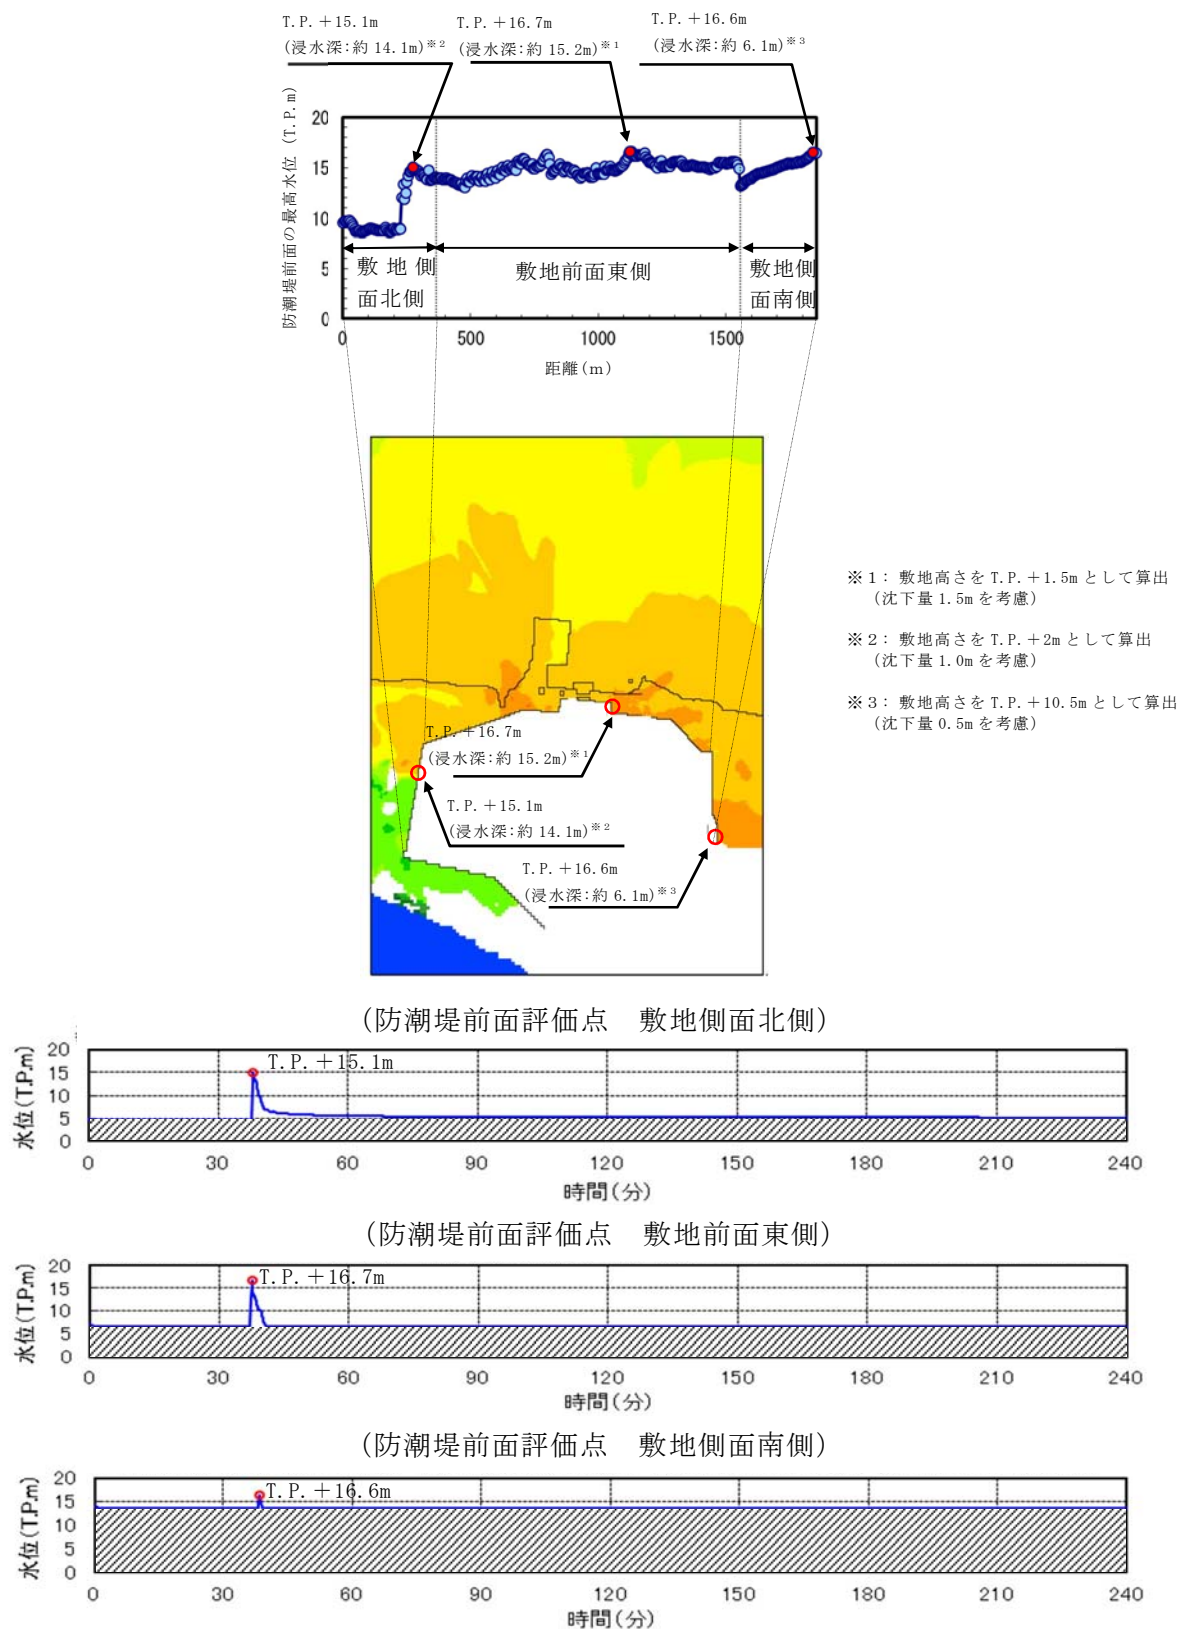 T.P.+15.1m
(浸水深:約14.1m)※2
T.P.+16.7m
(浸水深:約15.2m)※1
T.P.+16.6m
(浸水深:約6.1m)※3
防潮堤前面の最高水位 (T.P.m)
20
15
10
5
0
敷地側
面北側
敷地前面東側
敷地側
面南側
0 500 1000 1500
距離(m)
※1:敷地高さを T.P.+1.5m として算出
(沈下量 1.5m を考慮)
※2:敷地高さを T.P.+2m として算出
(沈下量 1.0m を考慮)
※3:敷地高さを T.P.+10.5m として算出
(沈下量 0.5m を考慮)
T.P.+16.7m
(浸水深:約15.2m)※1
T.P.+15.1m
(浸水深:約14.1m)※2
T.P.+16.6m
(浸水深:約6.1m)※3
(防潮堤前面評価点 敷地側面北側)
水位(T.P.m)
20
15
10
5
0
T.P.+15.1m
0 30 60 90 120 150 180 210 240
時間(分)
(防潮堤前面評価点 敷地前面東側)
水位(T.P.m)
20
15
10
5
0
T.P.+16.7m
0 30 60 90 120 150 180 210 240
時間(分)
(防潮堤前面評価点 敷地側面南側)
水位(T.P.m)
20
15
10
5
0
T.P.+16.6m
0 30 60 90 120 150 180 210 240
時間(分)